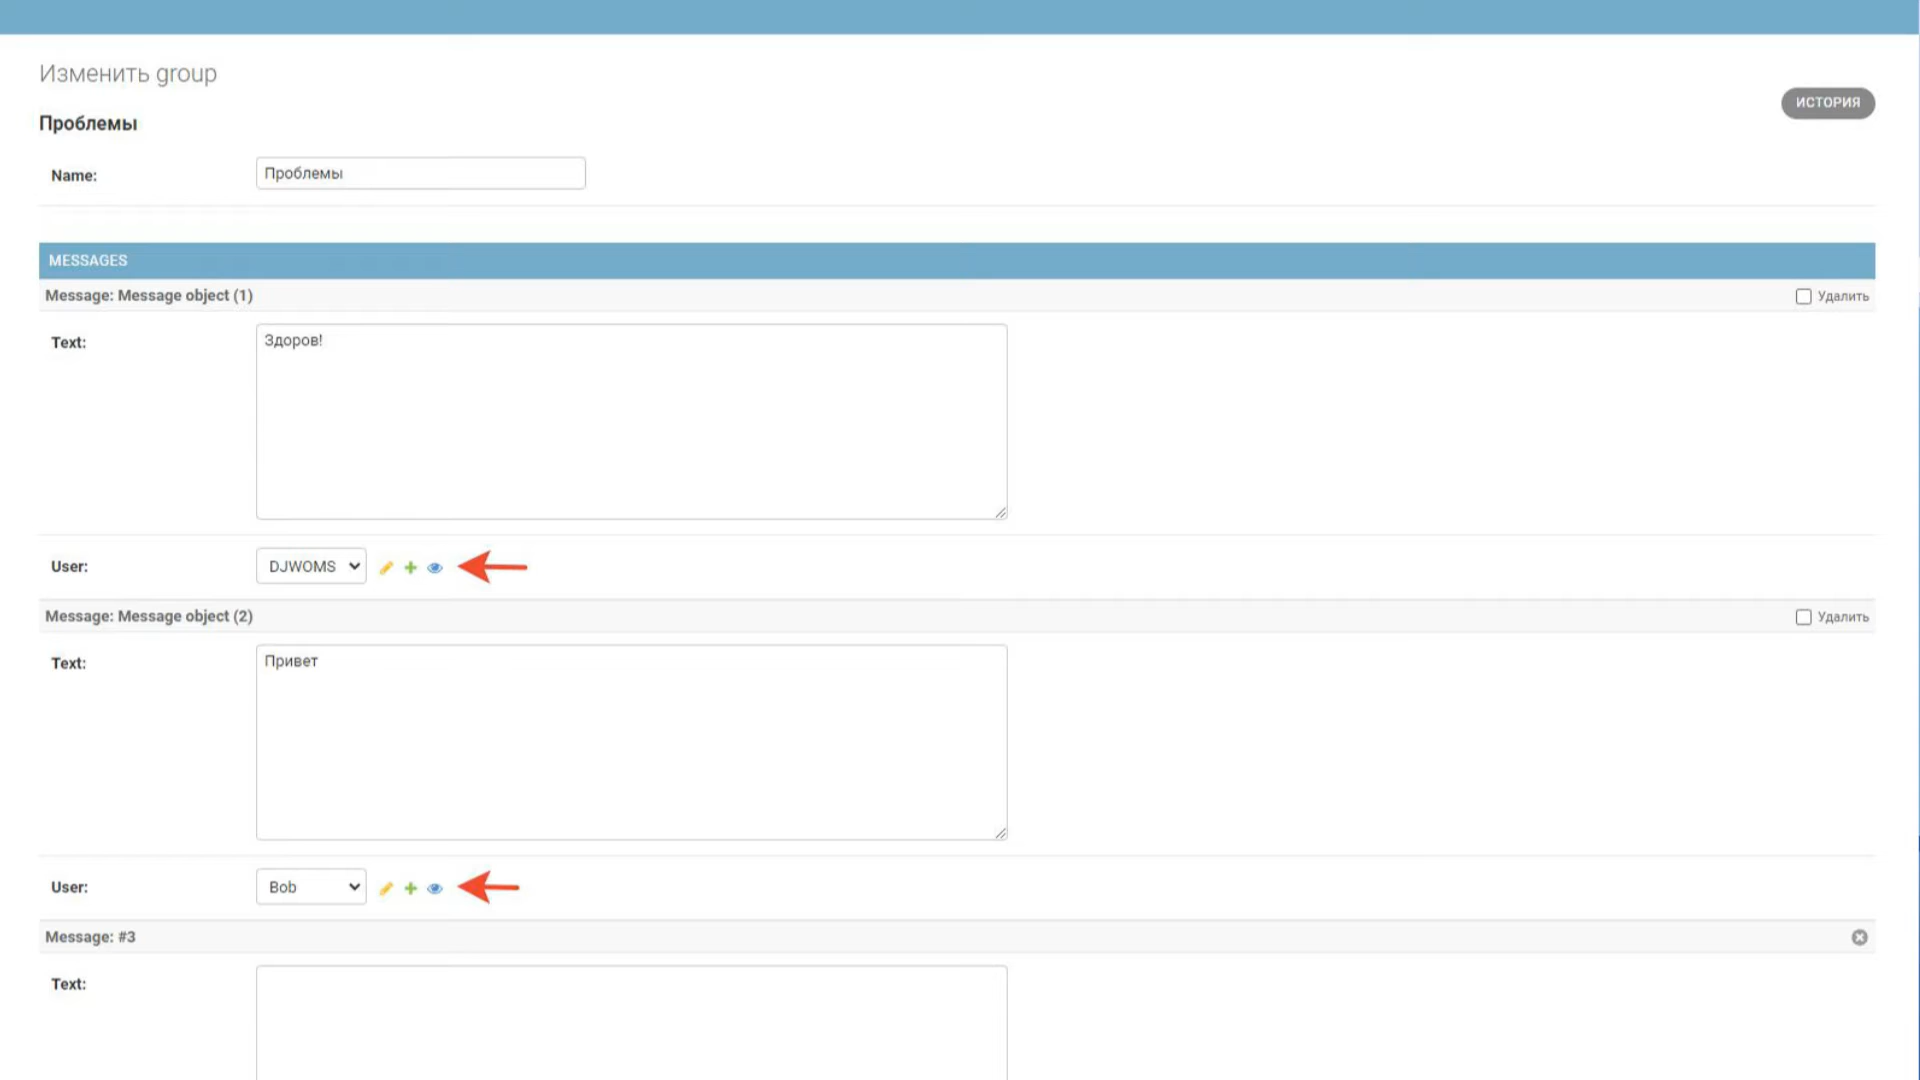 Изменить group
ИСТОРИЯ
Проблемы
Name: Проблемы
MESSAGES
Message: Message object (1) Удалить
Text: Здоров!
User: DJWOMS
Message: Message object (2) Удалить
Text: Привет
User: Bob
Message: #3
Text: